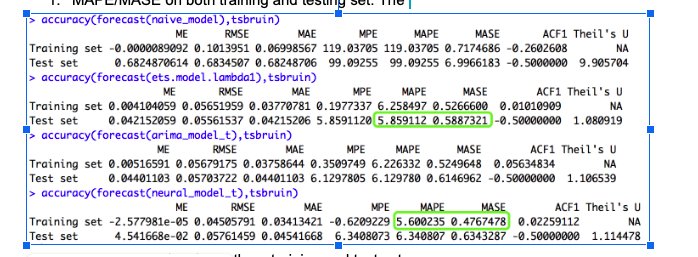 1. MAPE/MASE on both training and testing set. The
> accuracy(forecast(naive_model),tsbruin)
ME RMSE MAE MPE MAPE MASE ACF1 Theil's U
Training set -0.0000089092 0.1013951 0.06998567 119.03705 119.03705 0.7174686 -0.2602608 NA
Test set 0.6824870614 0.6834507 0.68248706 99.09255 99.09255 6.9966183 -0.5000000 9.905704
> accuracy(forecast(ets.model.lambda1),tsbruin)
ME RMSE MAE MPE MAPE MASE ACF1 Theil's U
Training set 0.004104059 0.05651959 0.03770781 0.1977337 6.258497 0.5266600 0.01010909 NA
Test set 0.042152059 0.05561537 0.04215206 5.8591120 5.859112 0.5887321 -0.50000000 1.080919
> accuracy(forecast(arima_model_t),tsbruin)
ME RMSE MAE MPE MAPE MASE ACF1 Theil's U
Training set 0.00516591 0.05679175 0.03758644 0.3509749 6.226332 0.5249648 0.05634834 NA
Test set 0.04401103 0.05703722 0.04401103 6.1297805 6.129780 0.6146962 -0.50000000 1.106539
> accuracy(forecast(neural_model_t),tsbruin)
ME RMSE MAE MPE MAPE MASE ACF1 Theil's U
Training set -2.577981e-05 0.04505791 0.03413421 -0.6209229 5.600235 0.4767478 0.02259112 NA
Test set 4.541668e-02 0.05761459 0.04541668 6.3408073 6.340807 0.6343287 -0.50000000 1.114478